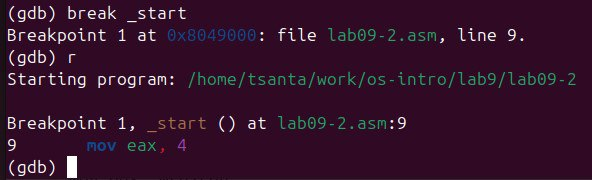 (gdb) break _start
Breakpoint 1 at 0x8049000: file lab09-2.asm, line 9.
(gdb) r
Starting program: /home/tsanta/work/os-intro/lab9/lab09-2

Breakpoint 1, _start () at lab09-2.asm:9
9	mov eax, 4
(gdb)